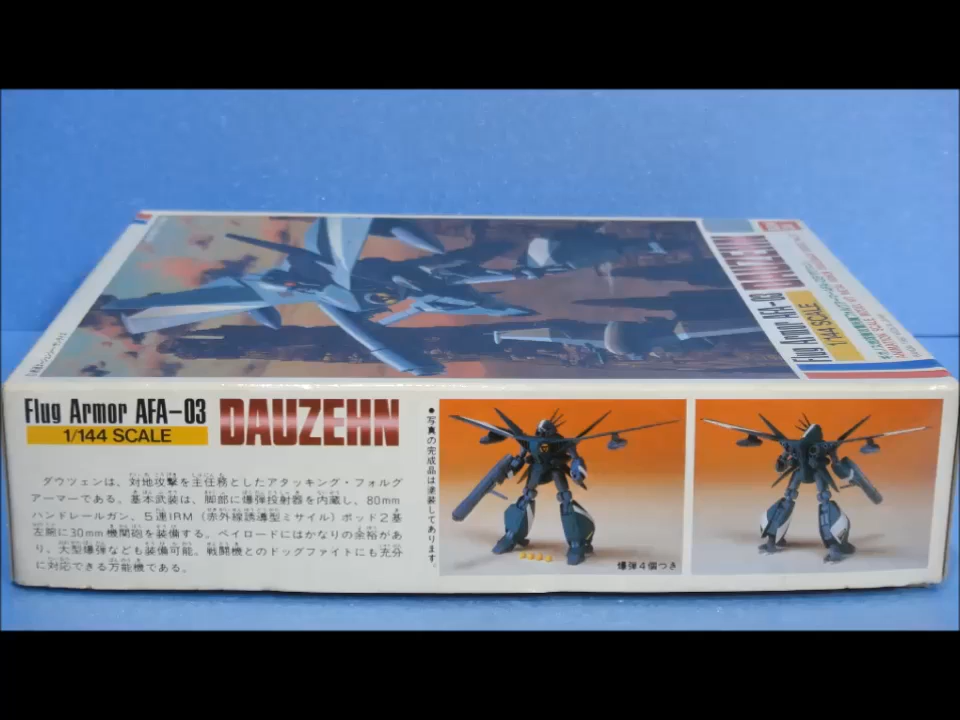 Flug Armor AFA-03
1/144 SCALE
DAUZEHN
ダウツェンは、対地攻撃を主任務としたアタッキング・フォルグ
アーマーである。基本武装は、脚部に爆弾投射器を内蔵し、80mm
ハンドレールガン、5連IRM（赤外線誘導型ミサイル）ポッド2基
左腕に30mm機関砲を装備する。ペイロードにはかなりの余裕があ
り、大型爆弾なども装備可能。戦闘機とのドッグファイトにも充分
に対応できる万能機である。
●写真の完成品は塗装してあります。
爆弾4個つき
DAUZEHN
Flug Armor AFA-03
1/144 SCALE